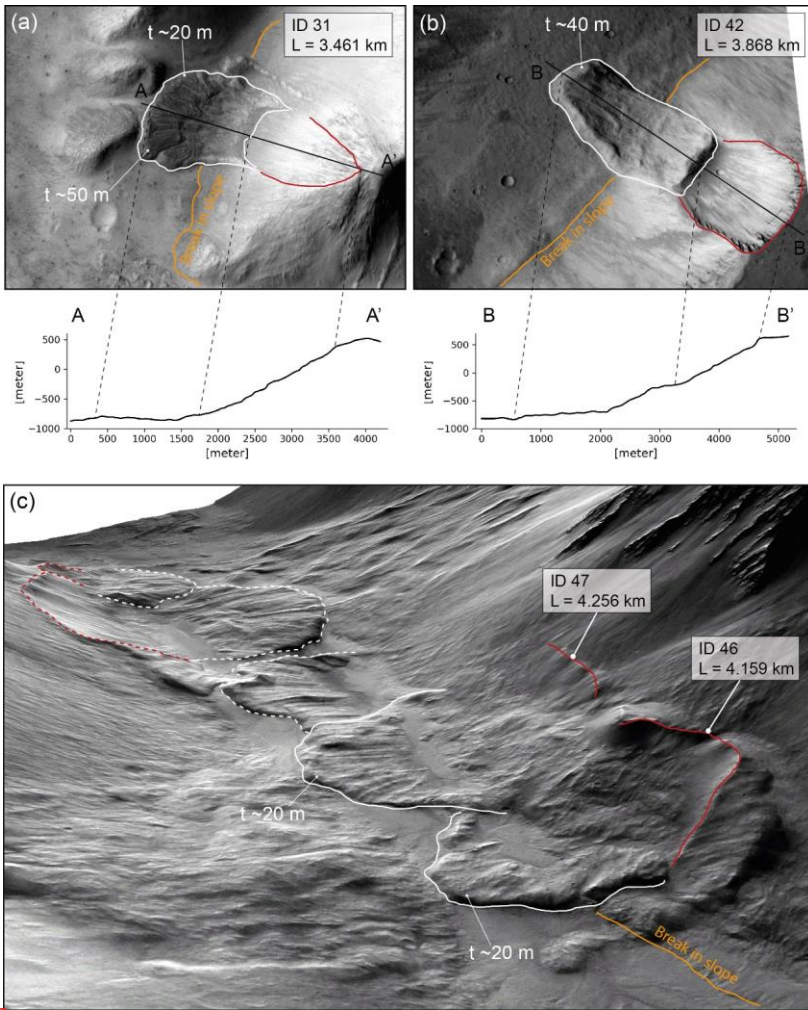 (a)
ID 31
L = 3.461 km
t ~20 m
A
A'
t ~50 m
Break in slope
(b)
ID 42
L = 3.868 km
t ~40 m
B
B
Break in slope
A
A'
500
0
−500
−1000
[meter]
0
500
1000
1500
2000
2500
3000
3500
4000
[meter]
B
B'
500
0
−500
−1000
[meter]
0
1000
2000
3000
4000
5000
[meter]
(c)
ID 47
L = 4.256 km
ID 46
L = 4.159 km
t ~20 m
t ~20 m
Break in slope